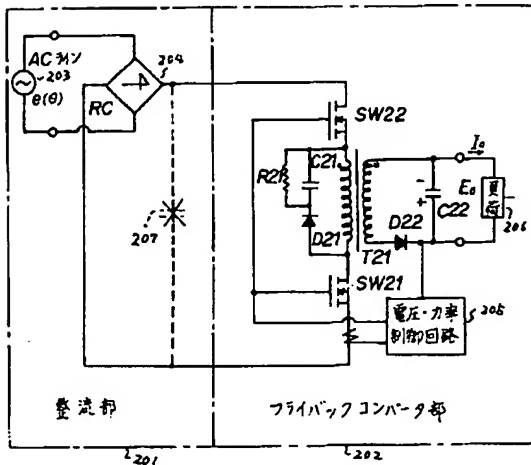 ACライン
203
e(θ)
204
RC
207
SW22
R21
C21
D21
T21
D22
SW21
I₀
E₀
C22
負荷
206
電圧・力率
制御回路
205
整流部
フライバックコンバータ部
201
202